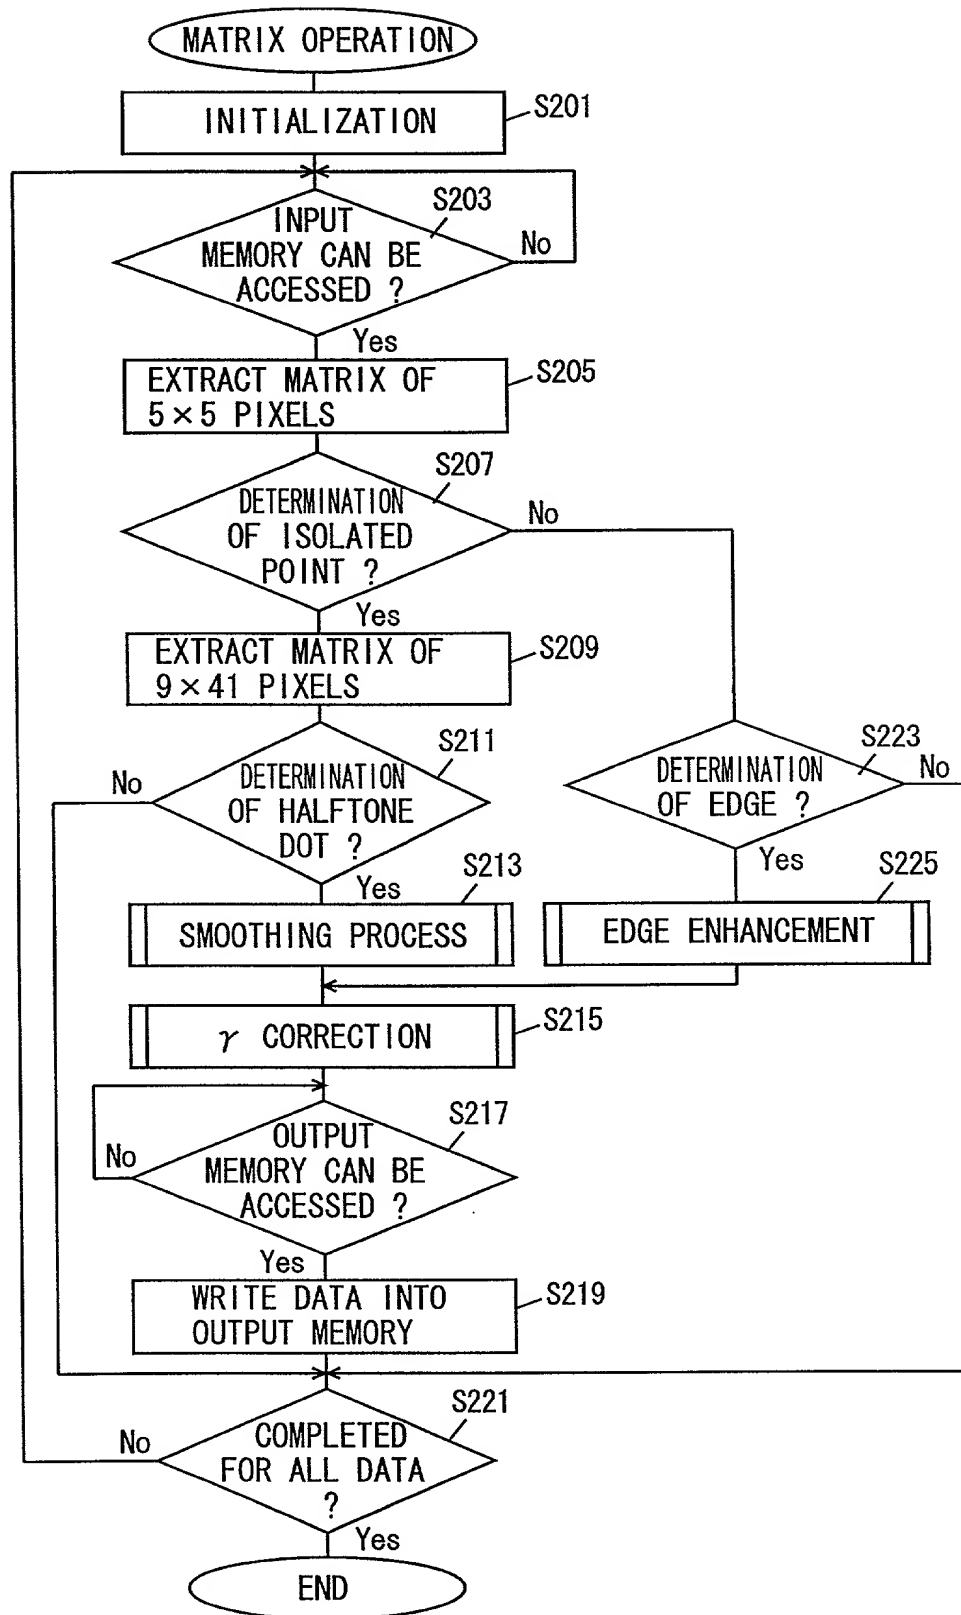 MATRIX OPERATION
INITIALIZATION
S201
INPUT
MEMORY CAN BE
ACCESSED ?
S203
No
Yes
EXTRACT MATRIX OF
5×5 PIXELS
S205
DETERMINATION
OF ISOLATED
POINT ?
S207
No
Yes
EXTRACT MATRIX OF
9×41 PIXELS
S209
DETERMINATION
OF HALFTONE
DOT ?
S211
No
Yes
DETERMINATION
OF EDGE ?
S223
No
Yes
SMOOTHING PROCESS
S213
EDGE ENHANCEMENT
S225
γ CORRECTION
S215
OUTPUT
MEMORY CAN BE
ACCESSED ?
S217
No
Yes
WRITE DATA INTO
OUTPUT MEMORY
S219
COMPLETED
FOR ALL DATA
?
S221
No
Yes
END